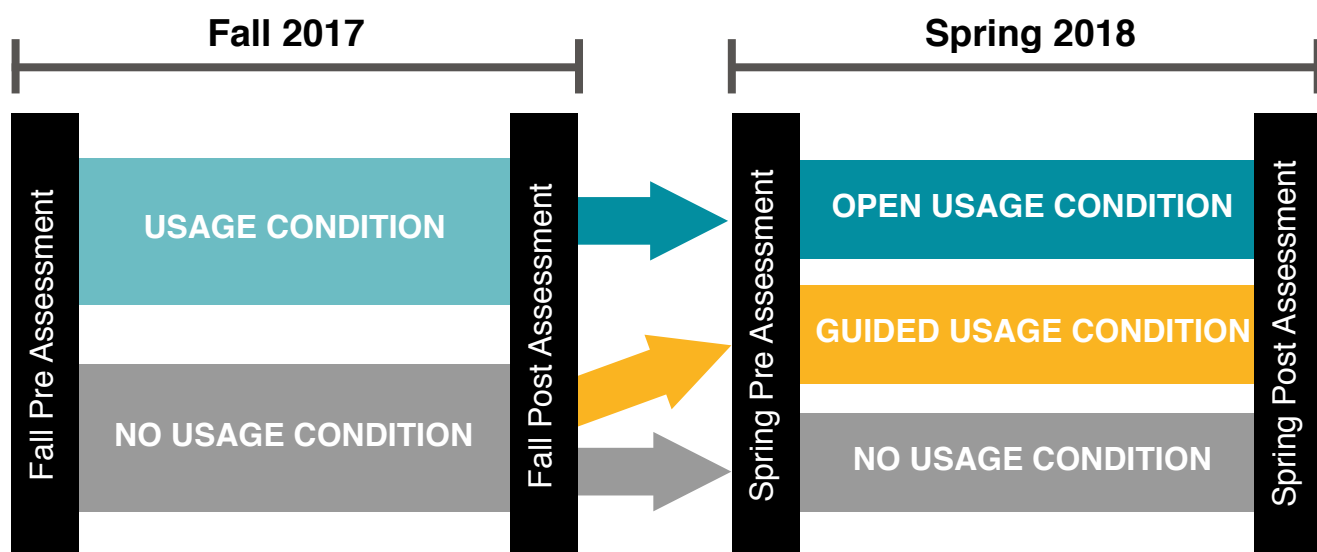 Fall 2017
Spring 2018
Fall Pre Assessment
USAGE CONDITION
NO USAGE CONDITION
Fall Post Assessment
Spring Pre Assessment
OPEN USAGE CONDITION
GUIDED USAGE CONDITION
NO USAGE CONDITION
Spring Post Assessment